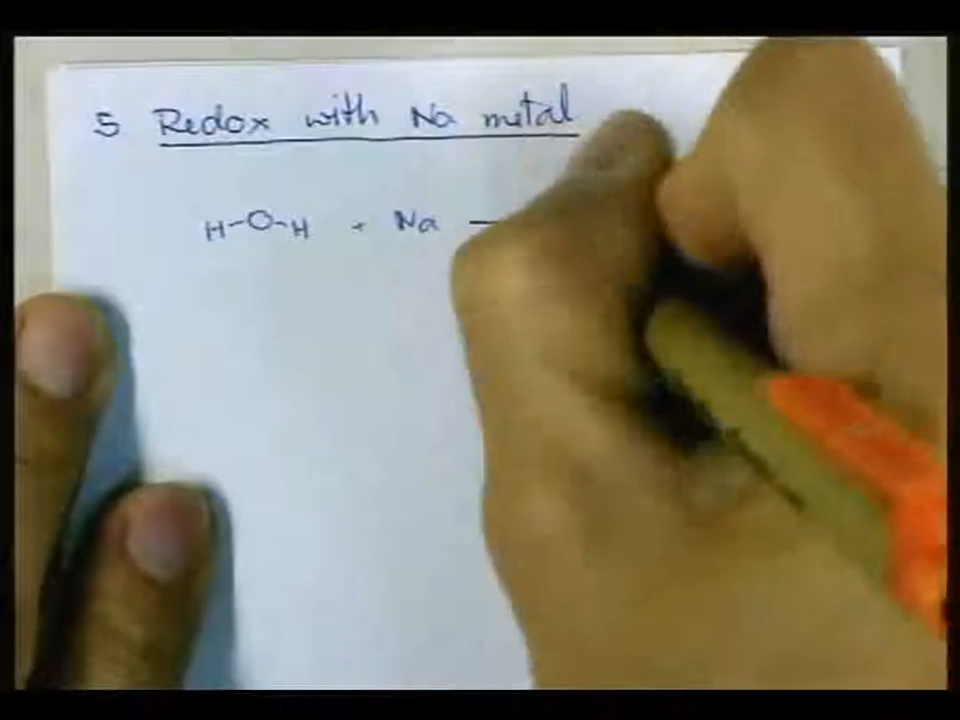 5 Redox with Na metal
H-O-H + Na —